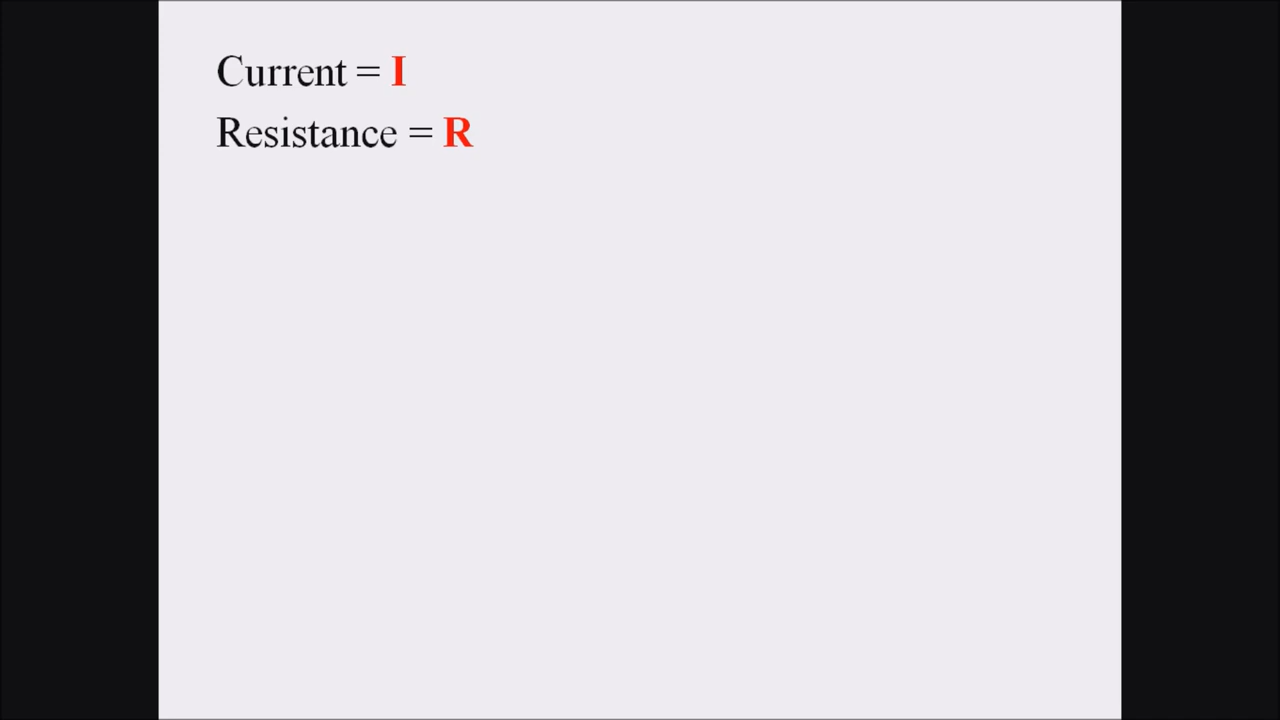 Current = I
Resistance = R